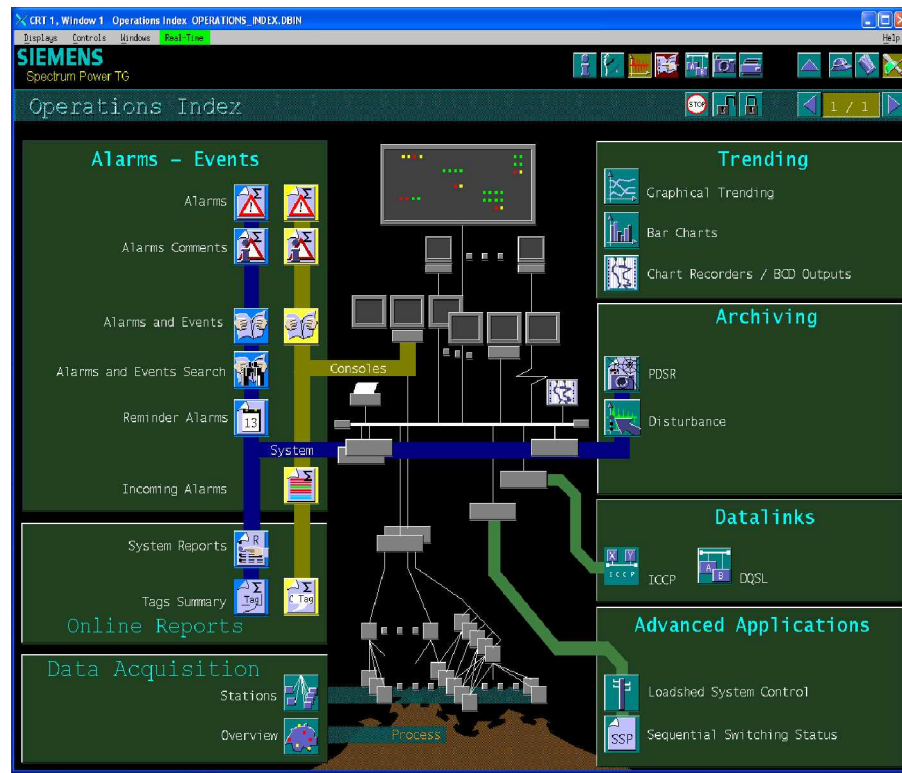 CRT 1, Window 1 Operations Index OPERATIONS_INDEX.DBIN
Displays Controls Windows Real-Time Help
SIEMENS
Spectrum Power TG
Operations Index
STOP
1 / 1
Alarms - Events
Alarms
Alarms Comments
Alarms and Events
Alarms and Events Search
Reminder Alarms
13
System
Incoming Alarms
Consoles
System Reports
R
Tags Summary
Tag
C Tag
Online Reports
Data Acquisition
Stations
Overview
Process
Trending
Graphical Trending
Bar Charts
Chart Recorders / BCD Outputs
Archiving
PDSR
Disturbance
Datalinks
X Y
ICCP
ICCP
A
B
DQSL
Advanced Applications
Loadshed System Control
SSP
Sequential Switching Status